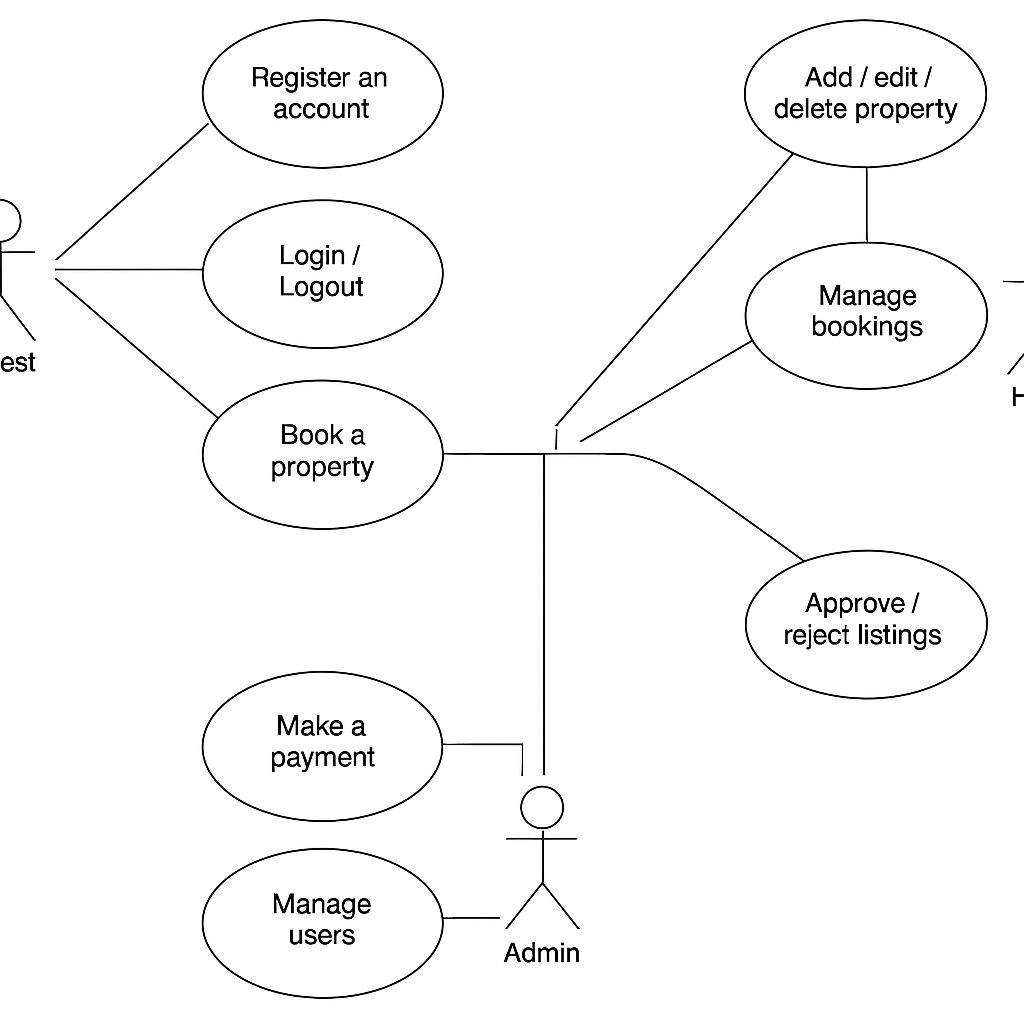 Register an
account
Add / edit /
delete property
Login /
Logout
Manage
bookings
est
H
Book a
property
Approve /
reject listings
Make a
payment
Manage
users
Admin